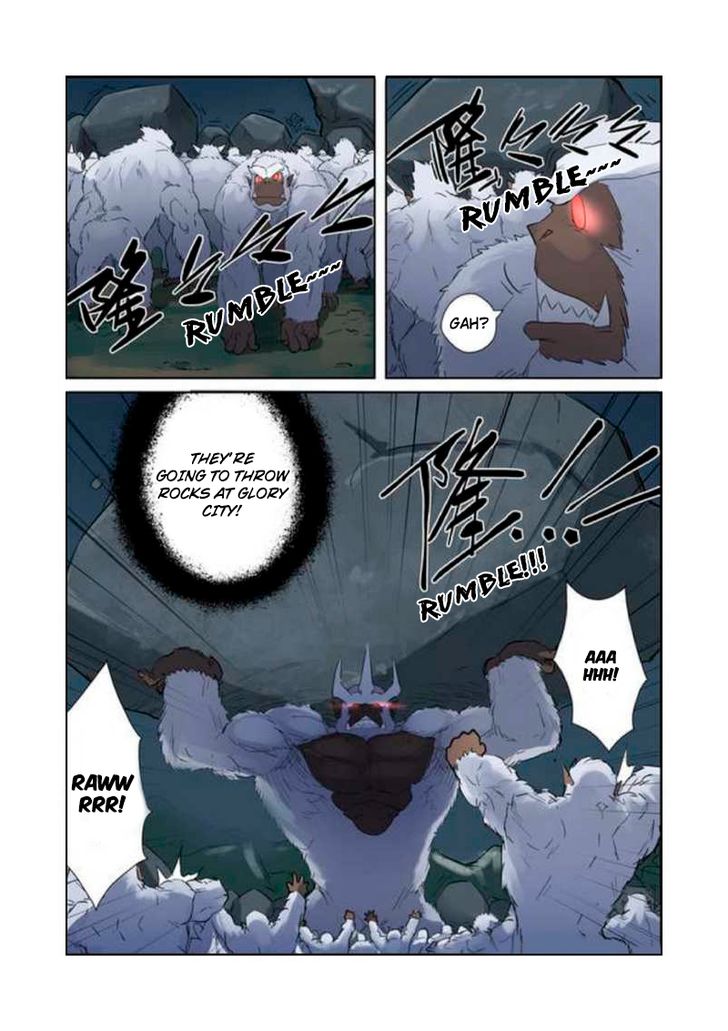 隆
RUMBLE~~~
隆
RUMBLE~~~
GAH?
THEY'RE
GOING TO THROW
ROCKS AT GLORY
CITY!
隆...!!
RUMBLE!!!
AAA
HHH!
RAWW
RRR!